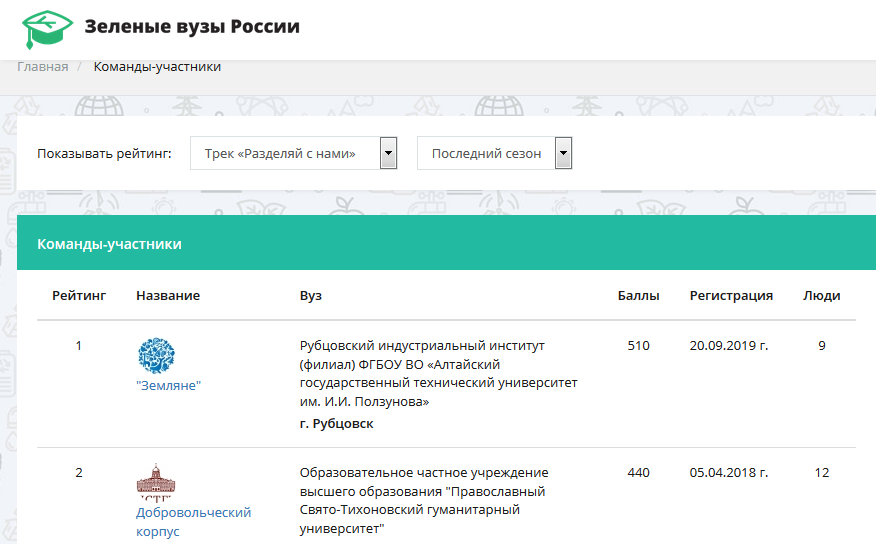 Зеленые вузы России
Главная / Команды-участники
Показывать рейтинг: Трек «Разделяй с нами» Последний сезон
Команды-участники
Рейтинг Название Вуз Баллы Регистрация Люди
1 Рубцовский индустриальный институт 510 20.09.2019 г. 9
(филиал) ФГБОУ ВО «Алтайский
"Земляне" государственный технический университет
им. И.И. Ползунова»
г. Рубцовск
2 Образовательное частное учреждение 440 05.04.2018 г. 12
высшего образования "Православный
Добровольческий Свято-Тихоновский гуманитарный
корпус университет"